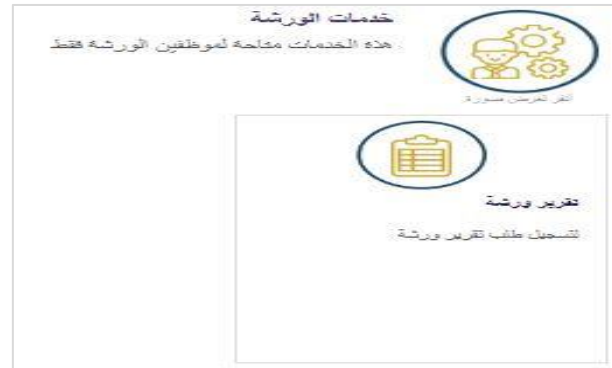 خدمات الورشة
هذه الخدمات متاحة لموظفين الورشة فقط .
انقر لعرض صورة
تقرير ورشة
لتسجيل طلب تقرير ورشة